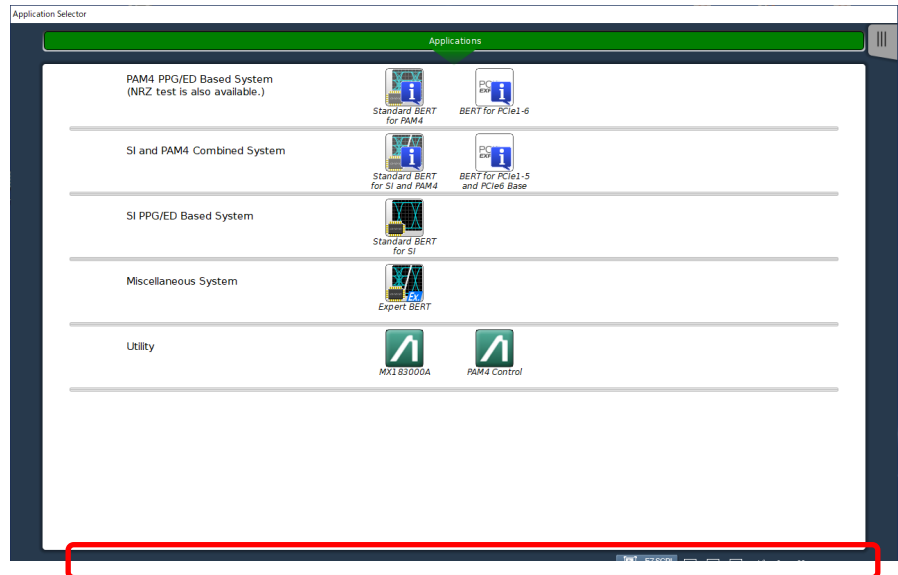 Application Selector
Applications
PAM4 PPG/ED Based System
(NRZ test is also available.)
Standard BERT
for PAM4
BERT for PCIe1-6
SI and PAM4 Combined System
Standard BERT
for SI and PAM4
BERT for PCIe1-5
and PCIe6 Base
SI PPG/ED Based System
Standard BERT
for SI
Miscellaneous System
Ex.
Expert BERT
Utility
MX183000A
PAM4 Control